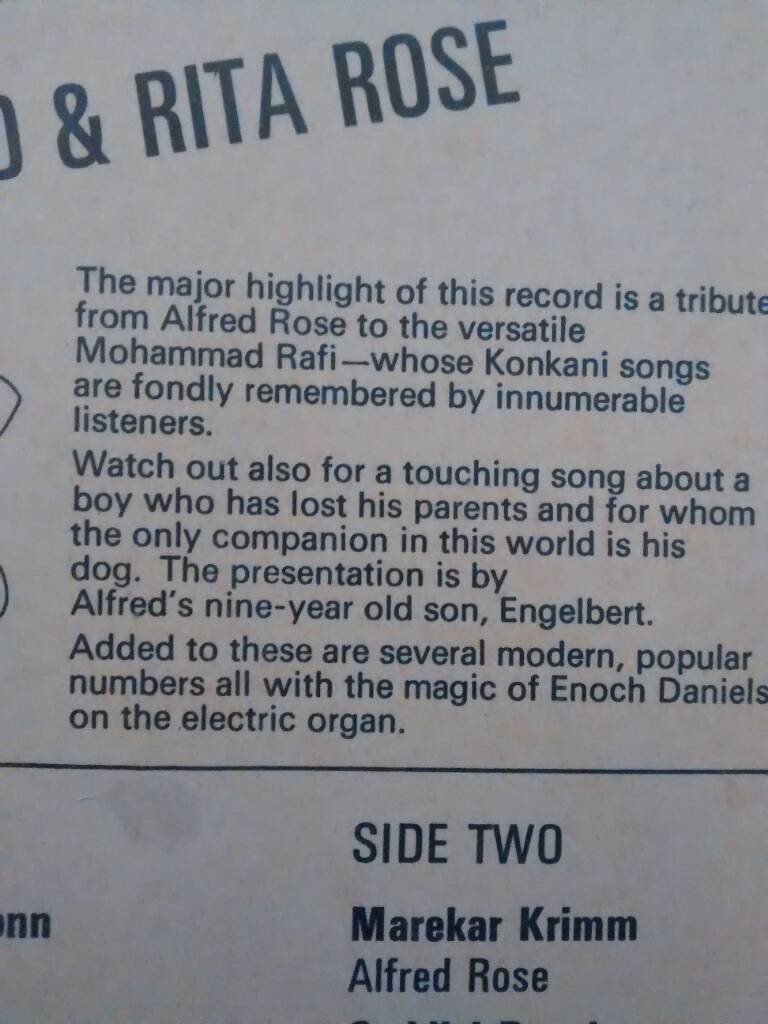 & RITA ROSE
The major highlight of this record is a tribute
from Alfred Rose to the versatile
Mohammad Rafi—whose Konkani songs
are fondly remembered by innumerable
listeners.
Watch out also for a touching song about a
boy who has lost his parents and for whom
the only companion in this world is his
dog. The presentation is by
Alfred's nine-year old son, Engelbert.
Added to these are several modern, popular
numbers all with the magic of Enoch Daniels
on the electric organ.
SIDE TWO
Marekar Krimm
Alfred Rose